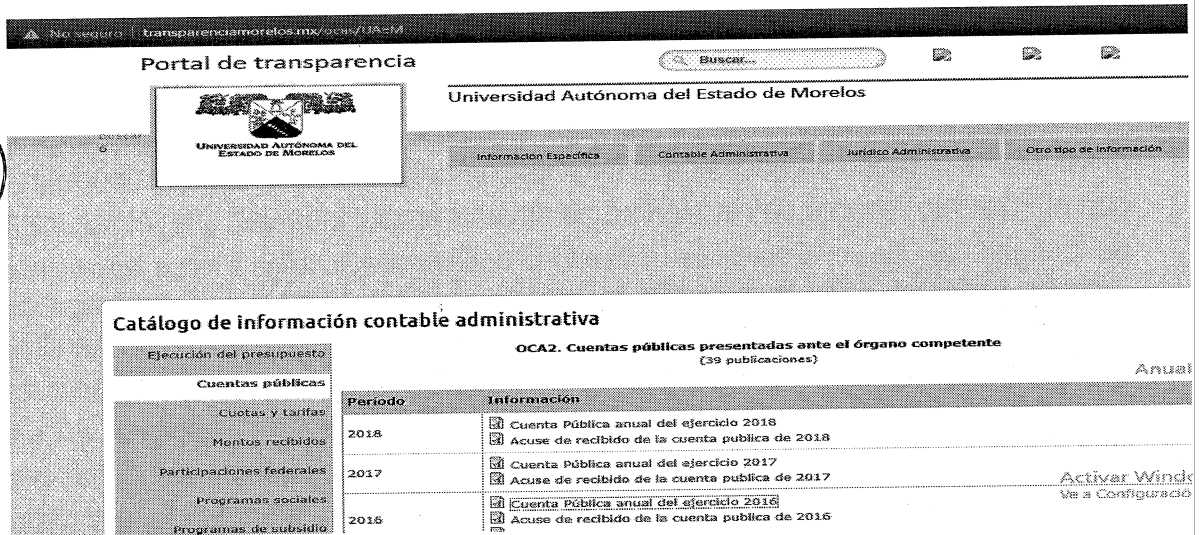 No seguro | transparenciamorelos.mx/ocas/UAEM
Portal de transparencia
Buscar...
Universidad Autónoma del Estado de Morelos
UNIVERSIDAD AUTÓNOMA DEL
ESTADO DE MORELOS
Información Específica
Contable Administrativa
Jurídico Administrativa
Otro tipo de Información
Catálogo de información contable administrativa
Ejecución del presupuesto
Cuentas públicas
Cuotas y tarifas
Montos recibidos
Participaciones federales
Programas sociales
Programas de subsidio
OCA2. Cuentas públicas presentadas ante el órgano competente
(39 publicaciones)
Anual
Periodo Información
2018
Cuenta Pública anual del ejercicio 2018
Acuse de recibido de la cuenta publica de 2018
2017
Cuenta Pública anual del ejercicio 2017
Acuse de recibido de la cuenta publica de 2017
2016
Cuenta Pública anual del ejercicio 2016
Acuse de recibido de la cuenta publica de 2016
Activar Windo
Ve a Configuració